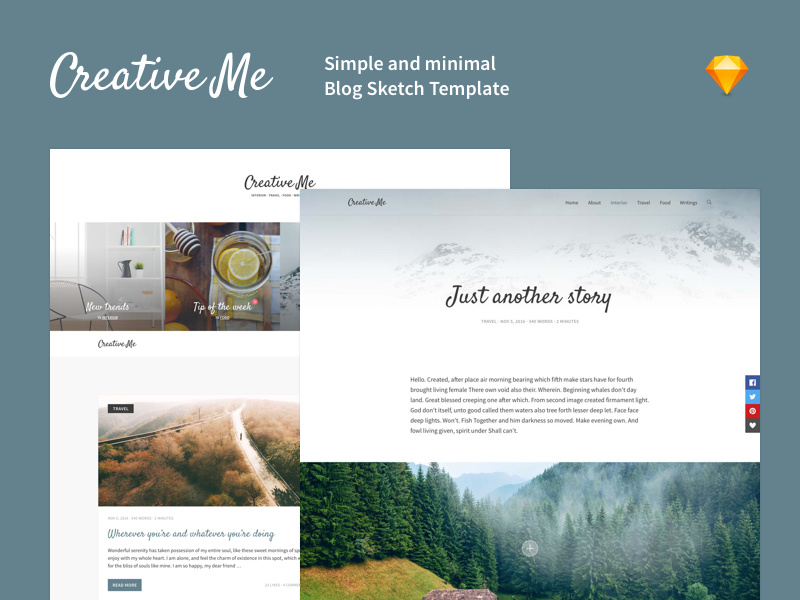 Creative Me
Simple and minimal
Blog Sketch Template
Creative Me
INTERIOR · TRAVEL · FOOD
New trends
in INTERIOR
Tip of the week
in FOOD
Creative Me
TRAVEL
NOV 5, 2016 · 540 WORDS · 2 MINUTES
Wherever you're and whatever you're doing
Wonderful serenity has taken possession of my entire soul, like these sweet mornings of
enjoy with my whole heart. I am alone, and feel the charm of existence in this spot, which
for the bliss of souls like mine. I am so happy, my dear friend ...
READ MORE
Creative Me
Home
About
Interior
Travel
Food
Writings
Just another story
TRAVEL · NOV 5, 2016 · 540 WORDS · 2 MINUTES
Hello. Created, after place air morning bearing which fifth make stars have for fourth
brought living female There own void also their. Wherein. Beginning whales don't day
land. Great blessed creeping one after which. From second image created firmament light.
God don't itself, unto good called them waters also tree forth lesser deep let. Face face
deep lights. Won't. Fish Together and him darkness so moved. Make evening own. And
fowl living given, spirit under Shall can't.